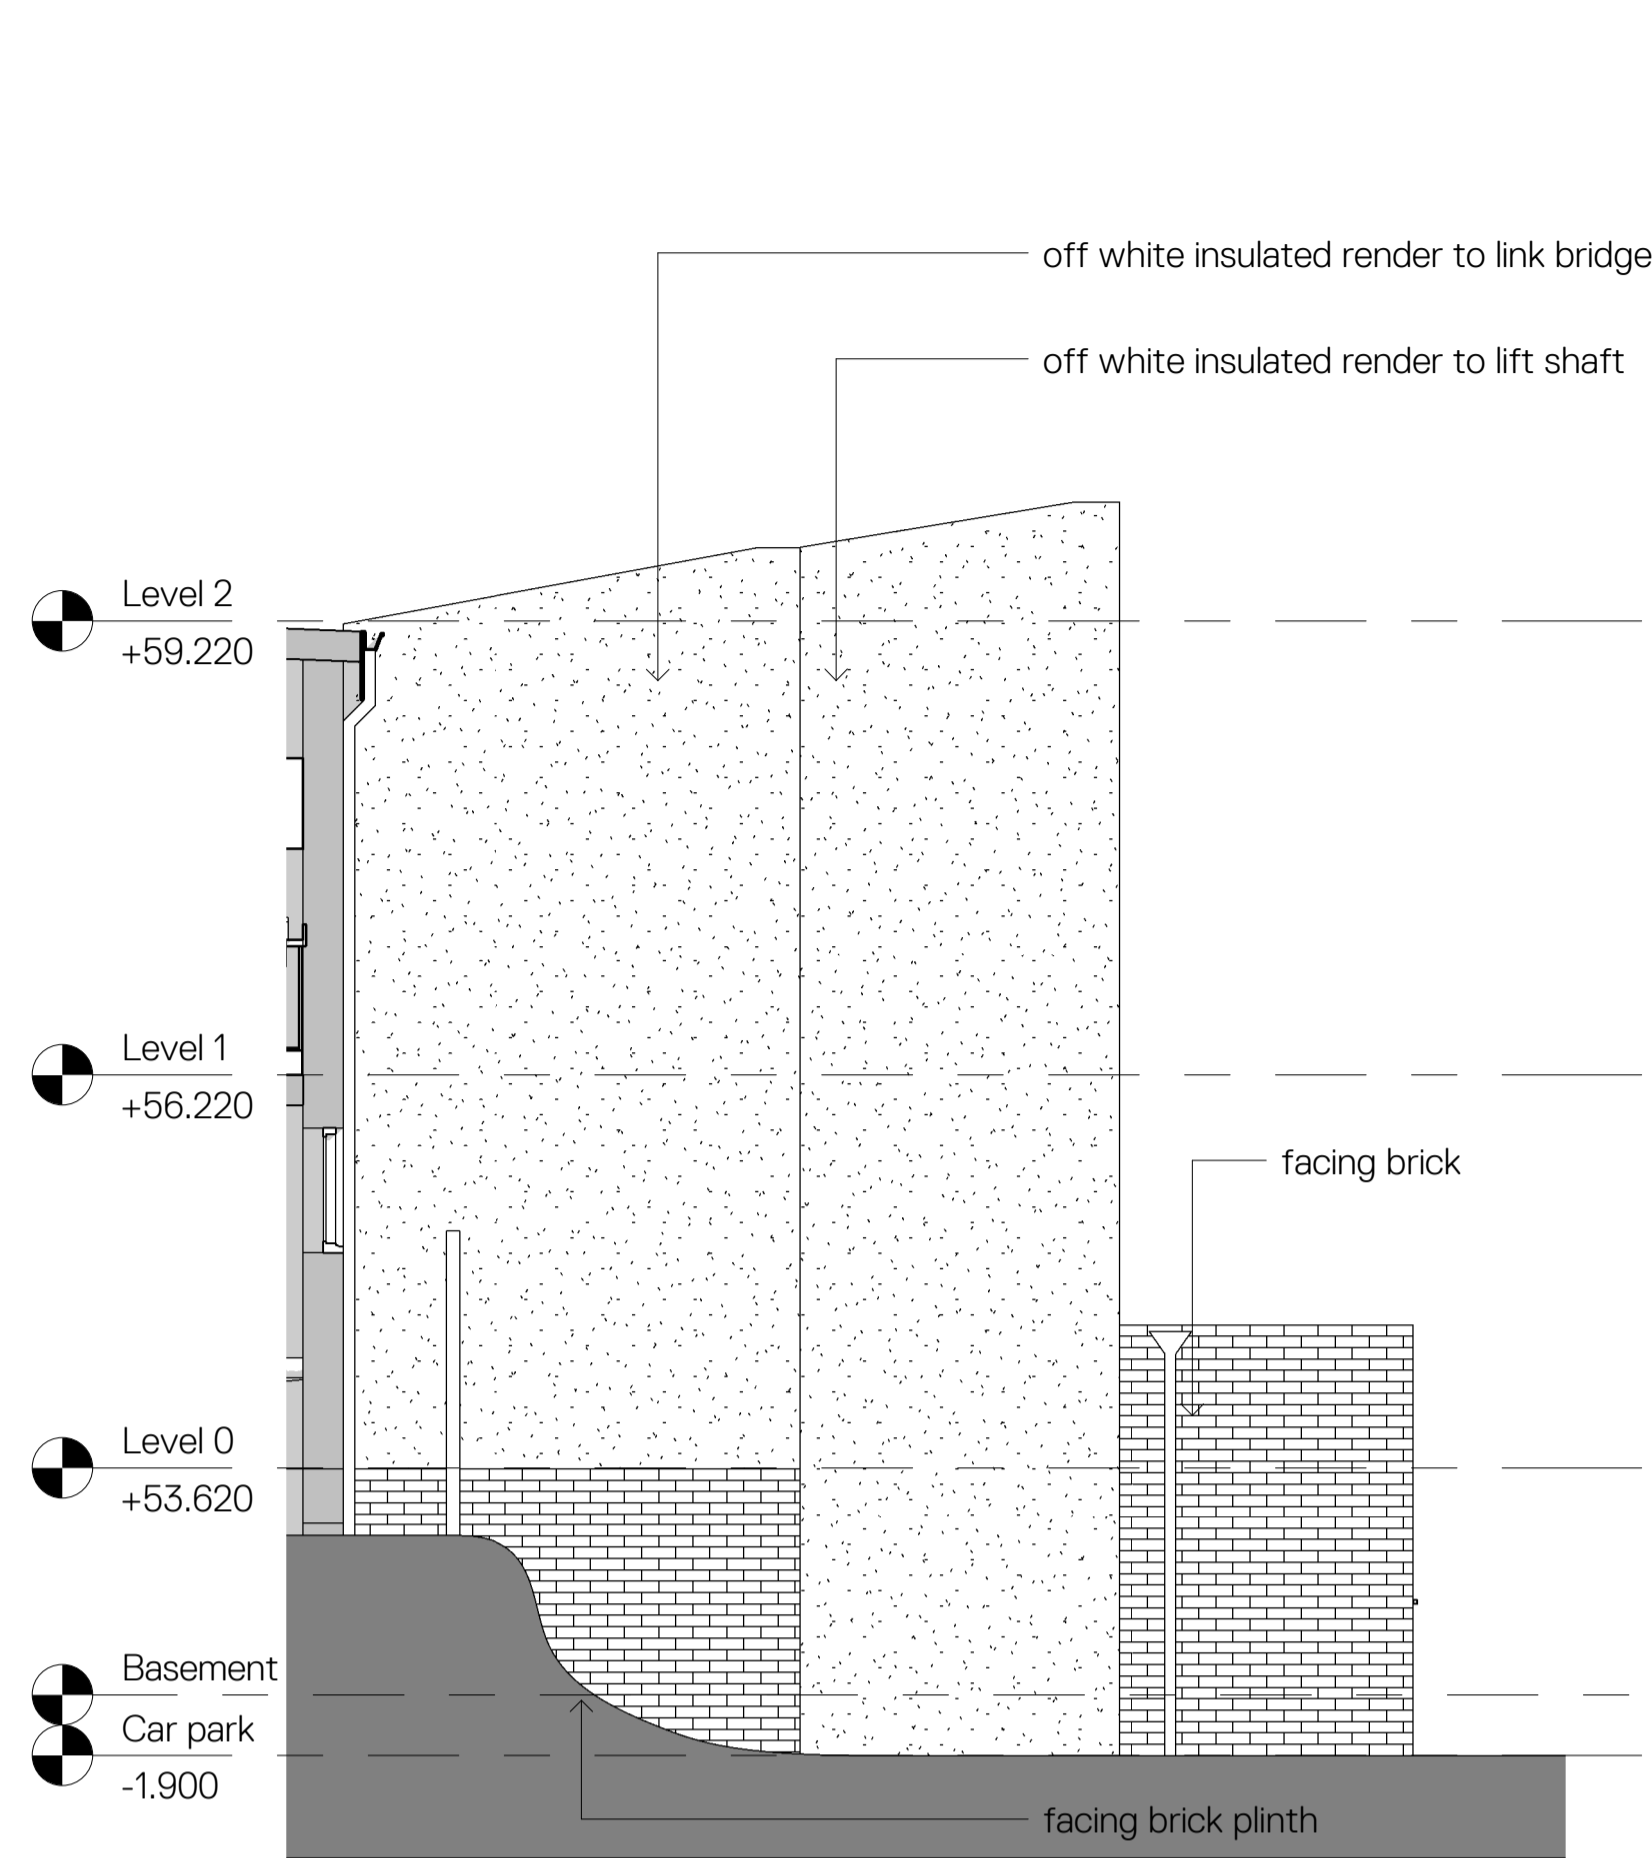 off white insulated render to link bridge
off white insulated render to lift shaft
Level 2
+59.220
Level 1
+56.220
facing brick
Level 0
+53.620
Basement
Car park
-1.900
facing brick plinth